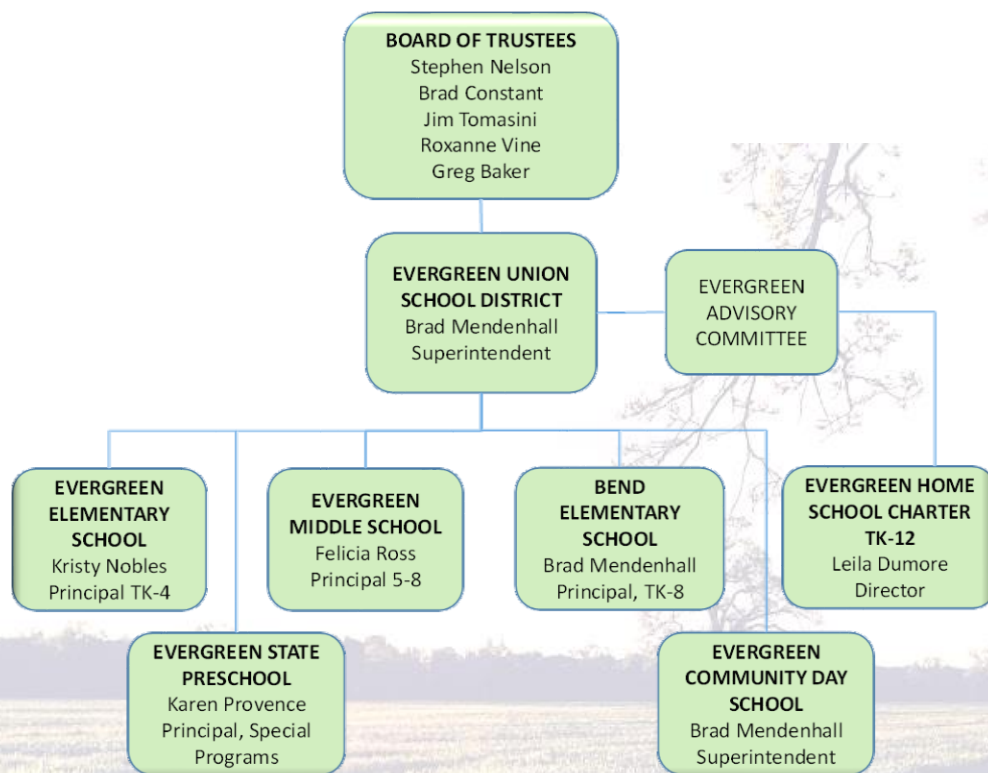 BOARD OF TRUSTEES
Stephen Nelson
Brad Constant
Jim Tomasini
Roxanne Vine
Greg Baker
EVERGREEN UNION
SCHOOL DISTRICT
Brad Mendenhall
Superintendent
EVERGREEN
ADVISORY
COMMITTEE
EVERGREEN
ELEMENTARY
SCHOOL
Kristy Nobles
Principal TK-4
EVERGREEN
MIDDLE SCHOOL
Felicia Ross
Principal 5-8
BEND
ELEMENTARY
SCHOOL
Brad Mendenhall
Principal, TK-8
EVERGREEN HOME
SCHOOL CHARTER
TK-12
Leila Dumore
Director
EVERGREEN STATE
PRESCHOOL
Karen Provence
Principal, Special
Programs
EVERGREEN
COMMUNITY DAY
SCHOOL
Brad Mendenhall
Superintendent